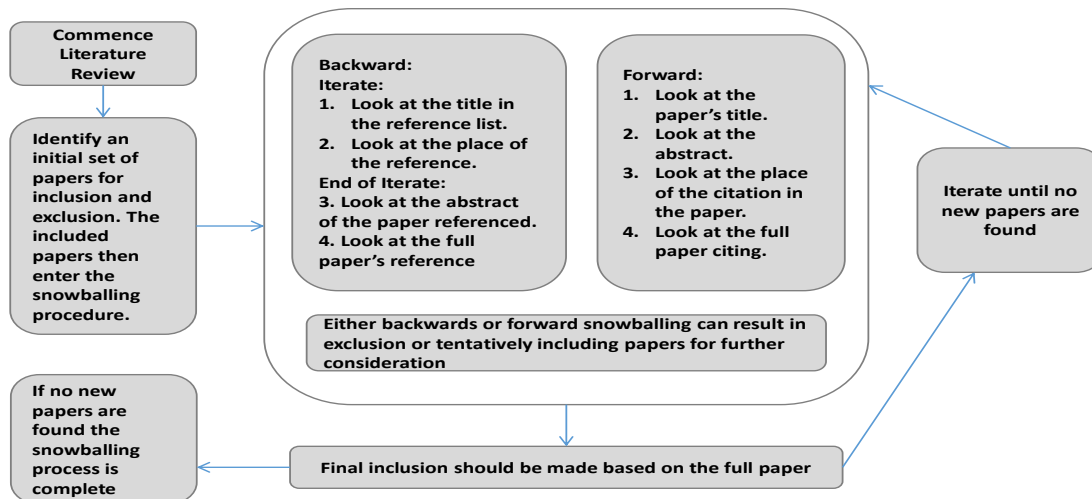 Commence
Literature
Review
Identify an
initial set of
papers for
inclusion and
exclusion. The
included
papers then
enter the
snowballing
procedure.
Backward:
Iterate:
1. Look at the title in
the reference list.
2. Look at the place of
the reference.
End of Iterate:
3. Look at the abstract
of the paper referenced.
4. Look at the full
paper's reference
Forward:
1. Look at the
paper's title.
2. Look at the
abstract.
3. Look at the place
of the citation in
the paper.
4. Look at the full
paper citing.
Either backwards or forward snowballing can result in
exclusion or tentatively including papers for further
consideration
Iterate until no
new papers are
found
Final inclusion should be made based on the full paper
If no new
papers are
found the
snowballing
process is
complete